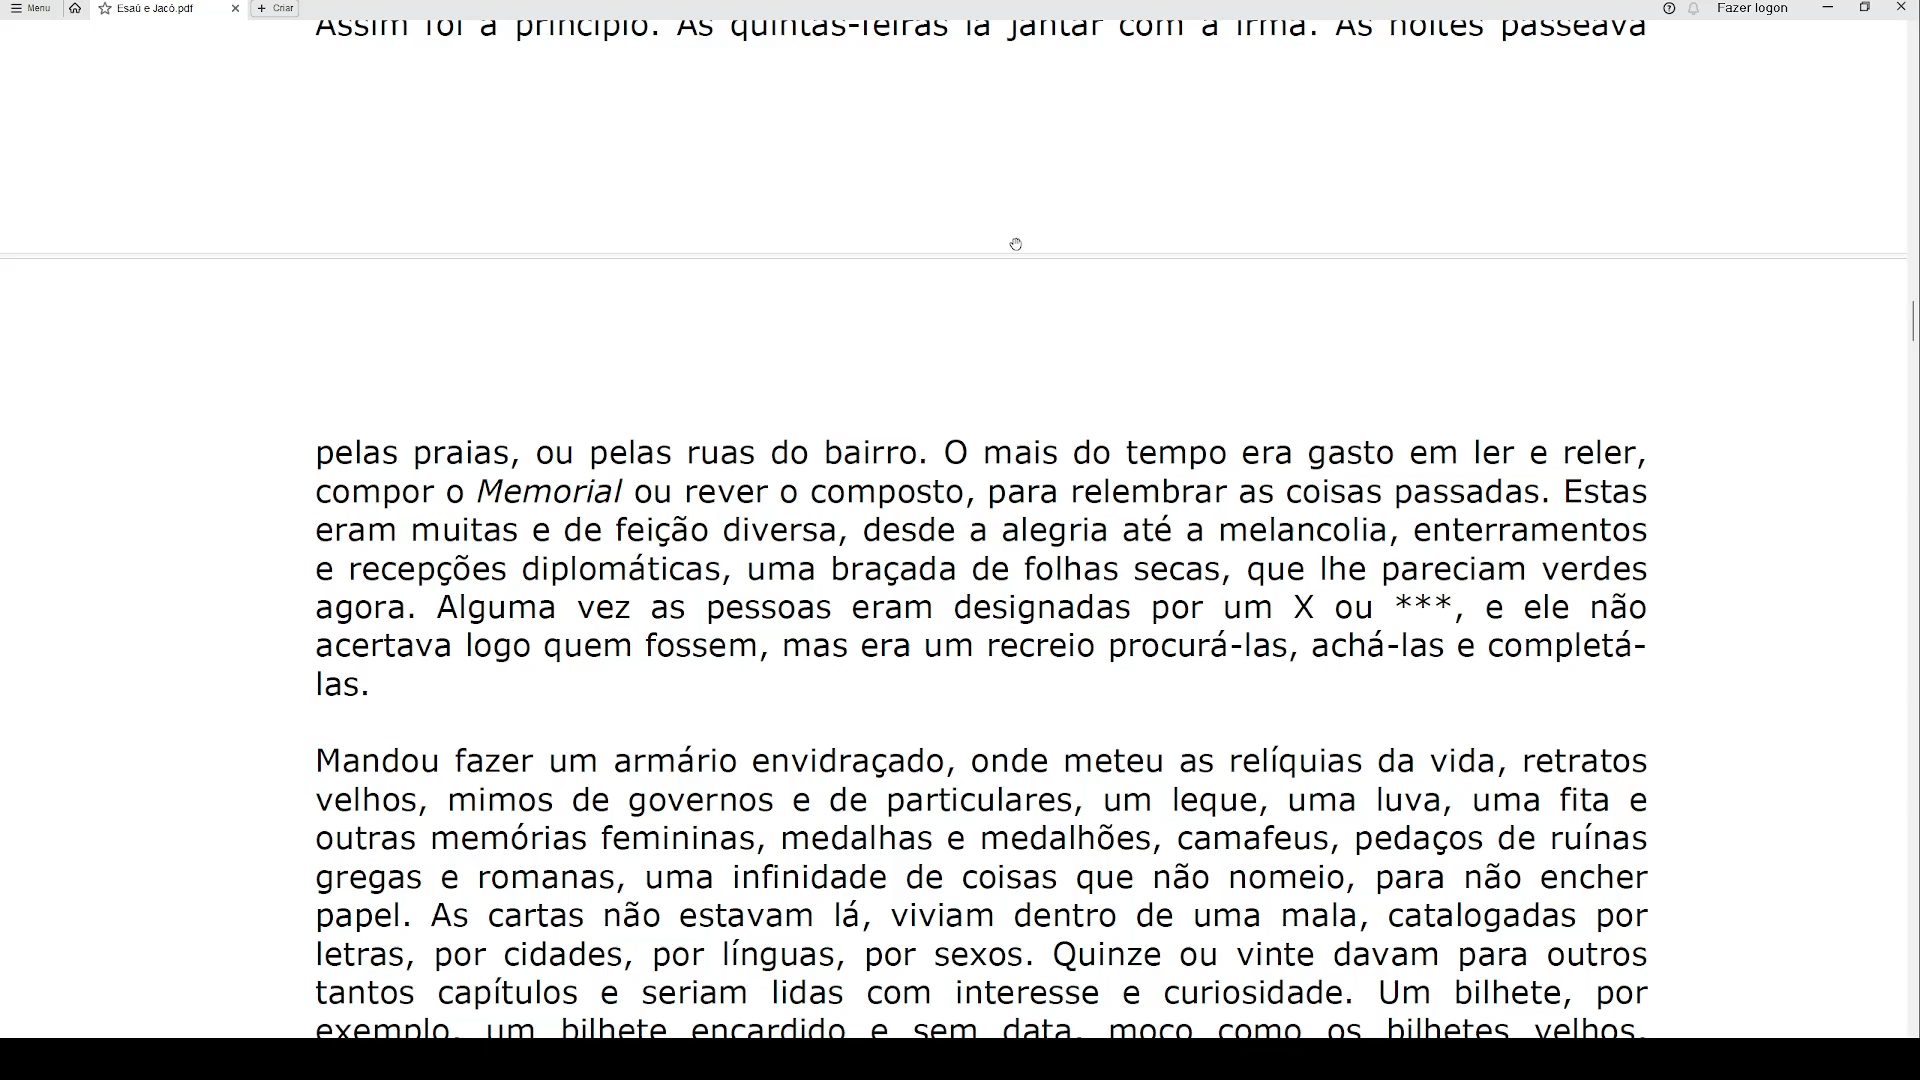 Menu
Esaú e Jacó.pdf
Criar
Fazer logon
Assim foi a princípio. Às quintas-feiras ia jantar com a irmã. Às noites passeava
pelas praias, ou pelas ruas do bairro. O mais do tempo era gasto em ler e reler,
compor o Memorial ou rever o composto, para relembrar as coisas passadas. Estas
eram muitas e de feição diversa, desde a alegria até a melancolia, enterramentos
e recepções diplomáticas, uma braçada de folhas secas, que lhe pareciam verdes
agora. Alguma vez as pessoas eram designadas por um X ou ***, e ele não
acertava logo quem fossem, mas era um recreio procurá-las, achá-las e completá-
las.
Mandou fazer um armário envidraçado, onde meteu as relíquias da vida, retratos
velhos, mimos de governos e de particulares, um leque, uma luva, uma fita e
outras memórias femininas, medalhas e medalhões, camafeus, pedaços de ruínas
gregas e romanas, uma infinidade de coisas que não nomeio, para não encher
papel. As cartas não estavam lá, viviam dentro de uma mala, catalogadas por
letras, por cidades, por línguas, por sexos. Quinze ou vinte davam para outros
tantos capítulos e seriam lidas com interesse e curiosidade. Um bilhete, por
exemplo, um bilhete encardido e sem data, moço como os bilhetes velhos,